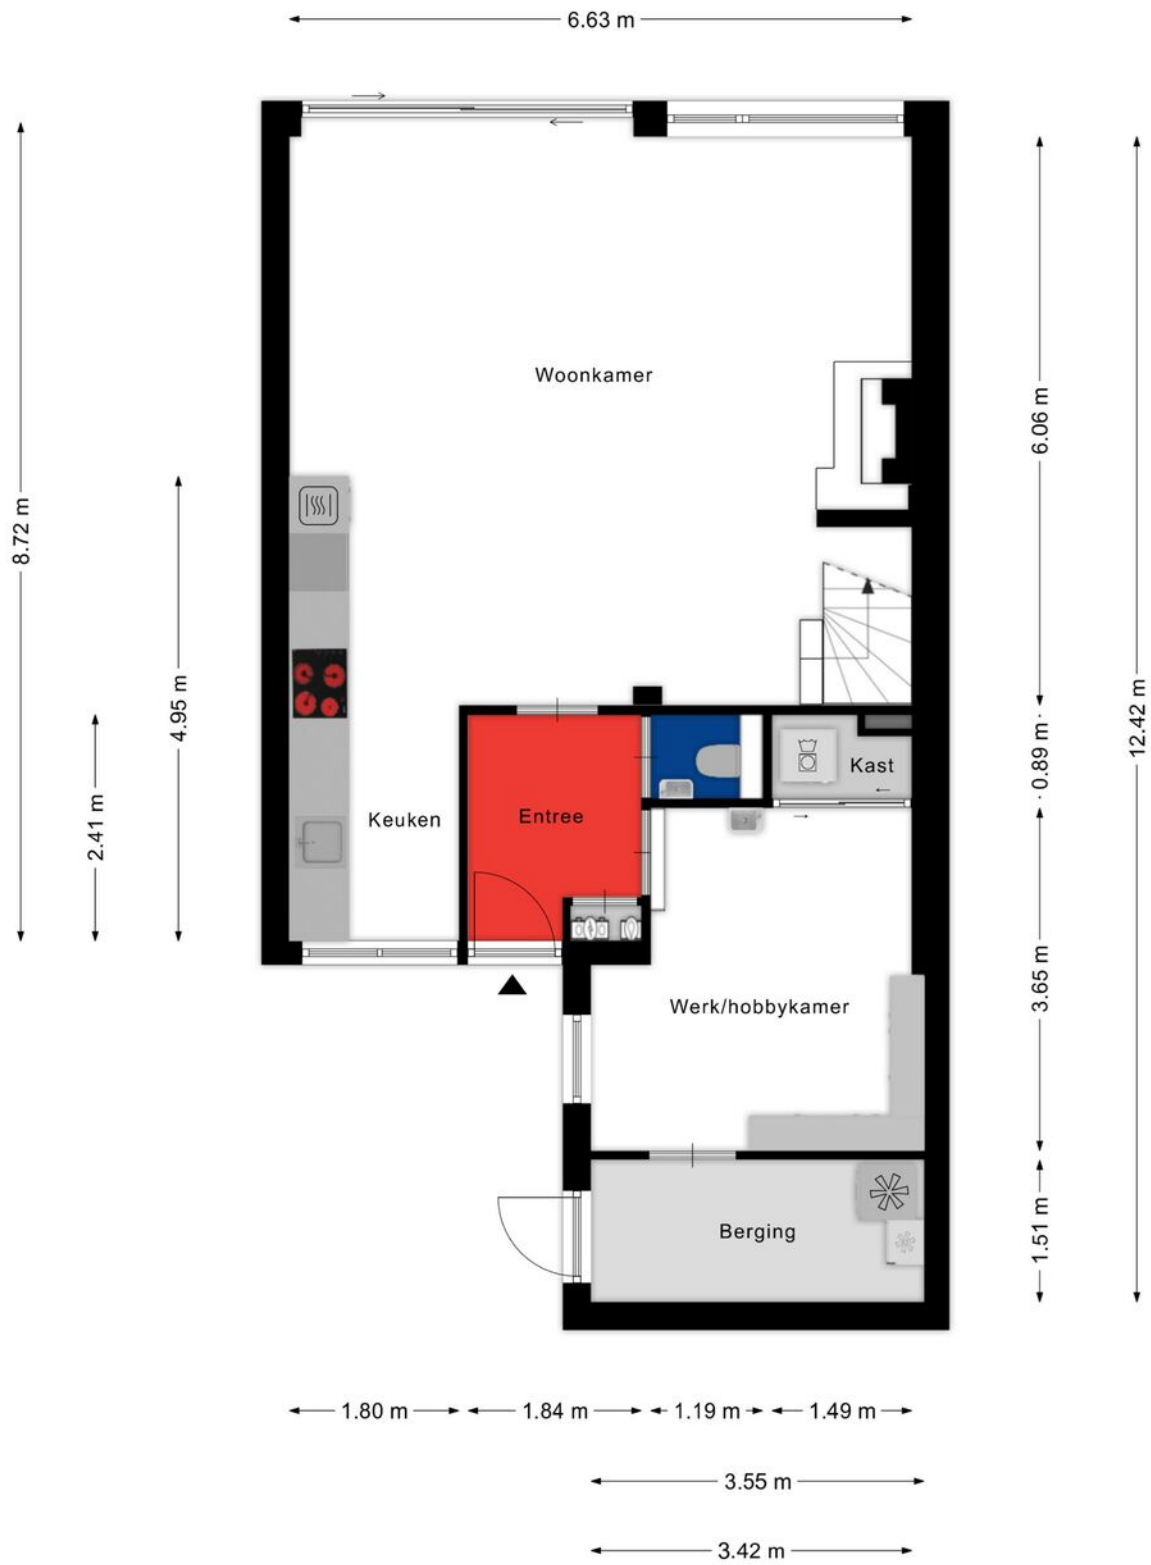 6.63 m
Woonkamer
6.06 m
8.72 m
4.95 m
12.42 m
0.89 m
2.41 m
Kast
Keuken
Entree
3.65 m
Werk/hobbykamer
1.51 m
Berging
1.80 m
1.84 m
1.19 m
1.49 m
3.55 m
3.42 m